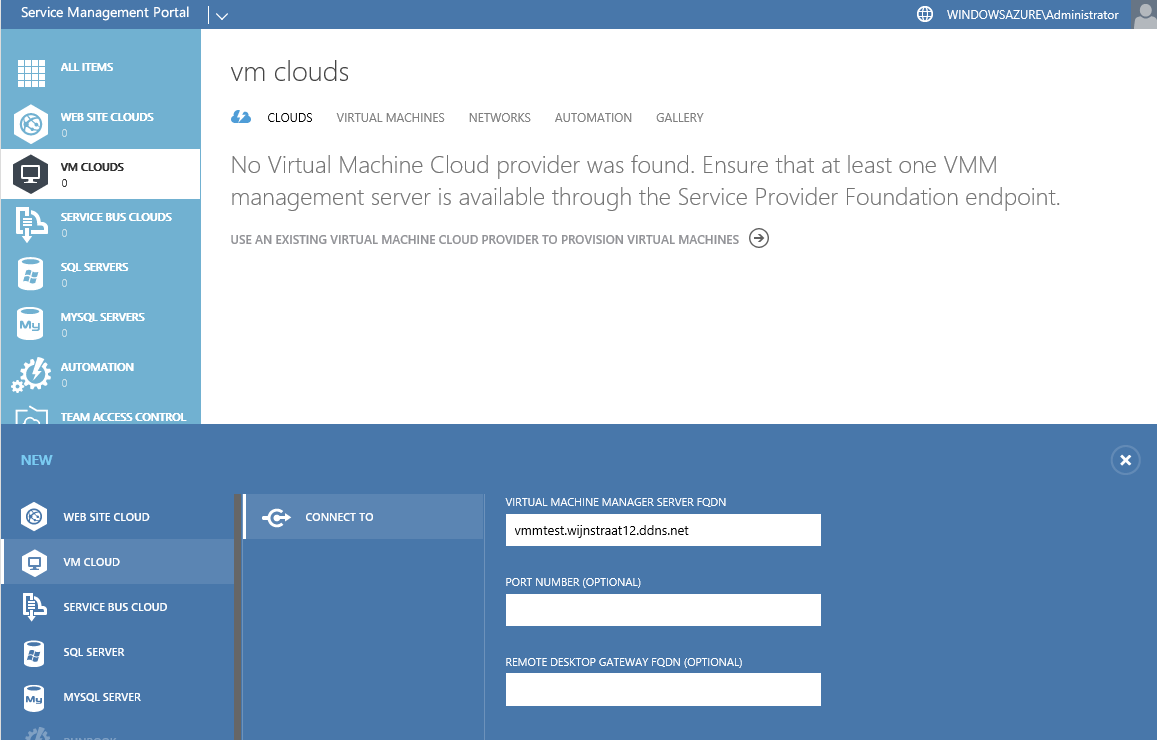 Service Management Portal
WINDOWSAZURE\Administrator
ALL ITEMS
WEB SITE CLOUDS
0
VM CLOUDS
0
SERVICE BUS CLOUDS
0
SQL SERVERS
0
MYSQL SERVERS
0
AUTOMATION
0
TEAM ACCESS CONTROL
vm clouds
CLOUDS VIRTUAL MACHINES NETWORKS AUTOMATION GALLERY
No Virtual Machine Cloud provider was found. Ensure that at least one VMM
management server is available through the Service Provider Foundation endpoint.
USE AN EXISTING VIRTUAL MACHINE CLOUD PROVIDER TO PROVISION VIRTUAL MACHINES
NEW
WEB SITE CLOUD
VM CLOUD
SERVICE BUS CLOUD
SQL SERVER
My
MYSQL SERVER
CONNECT TO
VIRTUAL MACHINE MANAGER SERVER FQDN
vmmtest.wijnstraat12.ddns.net
PORT NUMBER (OPTIONAL)
REMOTE DESKTOP GATEWAY FQDN (OPTIONAL)